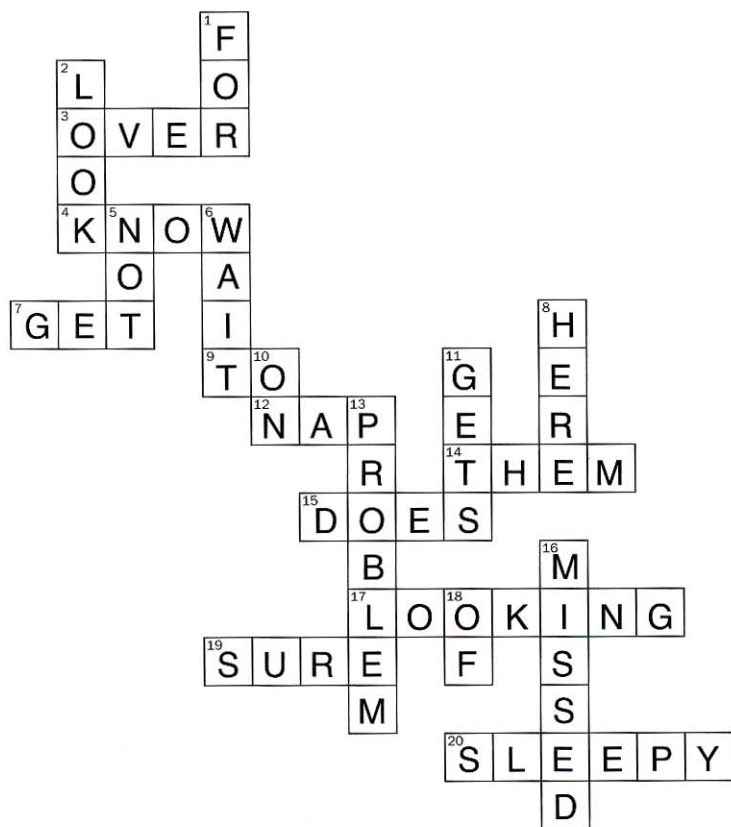 1 F
2 L O
3 O V E R
O
4 K 5 N O 6 W
O A
7 G E T I 8 H
9 T 10 O 11 G E
12 N A 13 P E R
R 14 T H E M
15 D O E S
B 16 M
17 L O 18 O K I N G
19 S U R E F S
M S
20 S L E E P Y
D